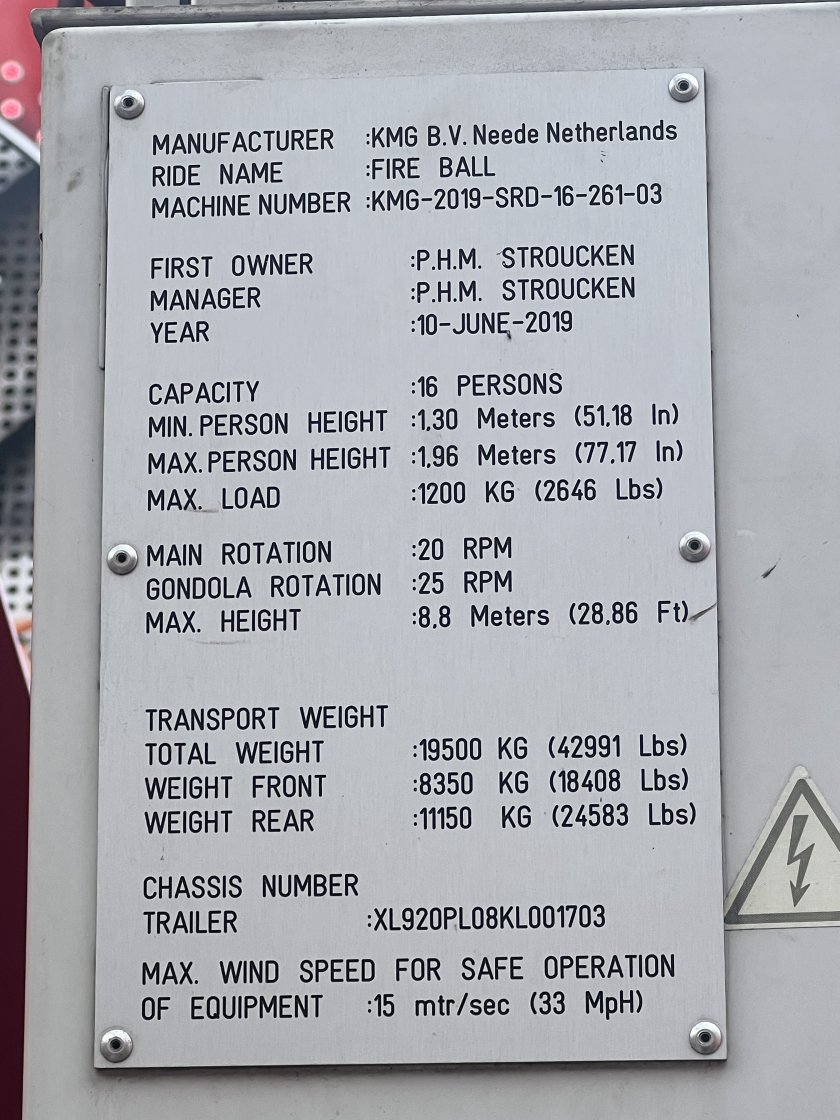 MANUFACTURER :KMG B.V. Neede Netherlands
RIDE NAME :FIRE BALL
MACHINE NUMBER :KMG-2019-SRD-16-261-03
FIRST OWNER :P.H.M. STROUCKEN
MANAGER :P.H.M. STROUCKEN
YEAR :10-JUNE-2019
CAPACITY :16 PERSONS
MIN. PERSON HEIGHT :1,30 Meters (51,18 In)
MAX. PERSON HEIGHT :1,96 Meters (77,17 In)
MAX. LOAD :1200 KG (2646 Lbs)
MAIN ROTATION :20 RPM
GONDOLA ROTATION :25 RPM
MAX. HEIGHT :8,8 Meters (28,86 Ft)
TRANSPORT WEIGHT
TOTAL WEIGHT :19500 KG (42991 Lbs)
WEIGHT FRONT :8350 KG (18408 Lbs)
WEIGHT REAR :11150 KG (24583 Lbs)
CHASSIS NUMBER
TRAILER :XL920PL08KL001703
MAX. WIND SPEED FOR SAFE OPERATION
OF EQUIPMENT :15 mtr/sec (33 MpH)